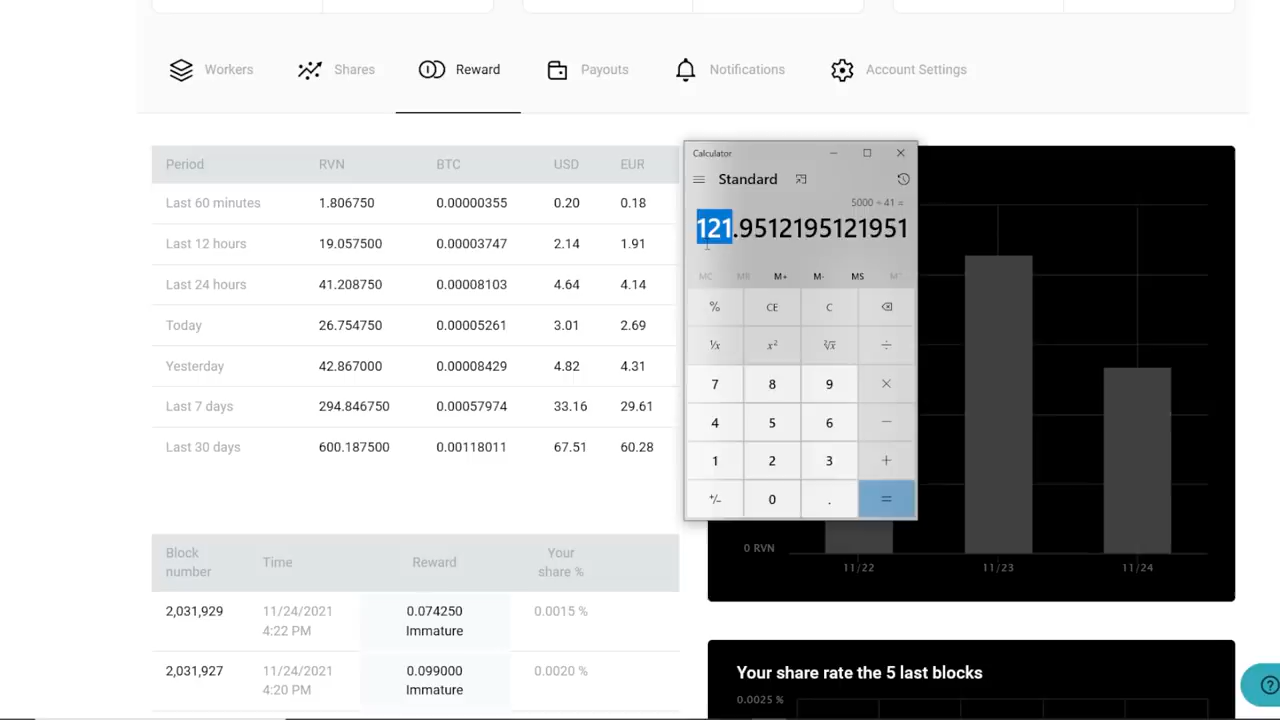 Workers Shares Reward Payouts Notifications Account Settings
Period RVN BTC USD EUR
Last 60 minutes 1.806750 0.00000355 0.20 0.18
Last 12 hours 19.057500 0.00003747 2.14 1.91
Last 24 hours 41.208750 0.00008103 4.64 4.14
Today 26.754750 0.00005261 3.01 2.69
Yesterday 42.867000 0.00008429 4.82 4.31
Last 7 days 294.846750 0.00057974 33.16 29.61
Last 30 days 600.187500 0.00118011 67.51 60.28
Calculator
Standard
5000 ÷ 41 =
121.9512195121951
MC MR M+ M- MS M˅
% CE C
⅟x x² ²√x ÷
7 8 9 ×
4 5 6 −
1 2 3 +
+/− 0 . =
0 RVN
11/22 11/23 11/24
Block number Time Reward Your share %
2,031,929 11/24/2021 4:22 PM 0.074250 Immature 0.0015 %
2,031,927 11/24/2021 4:20 PM 0.099000 Immature 0.0020 %
Your share rate the 5 last blocks
0.0025 %